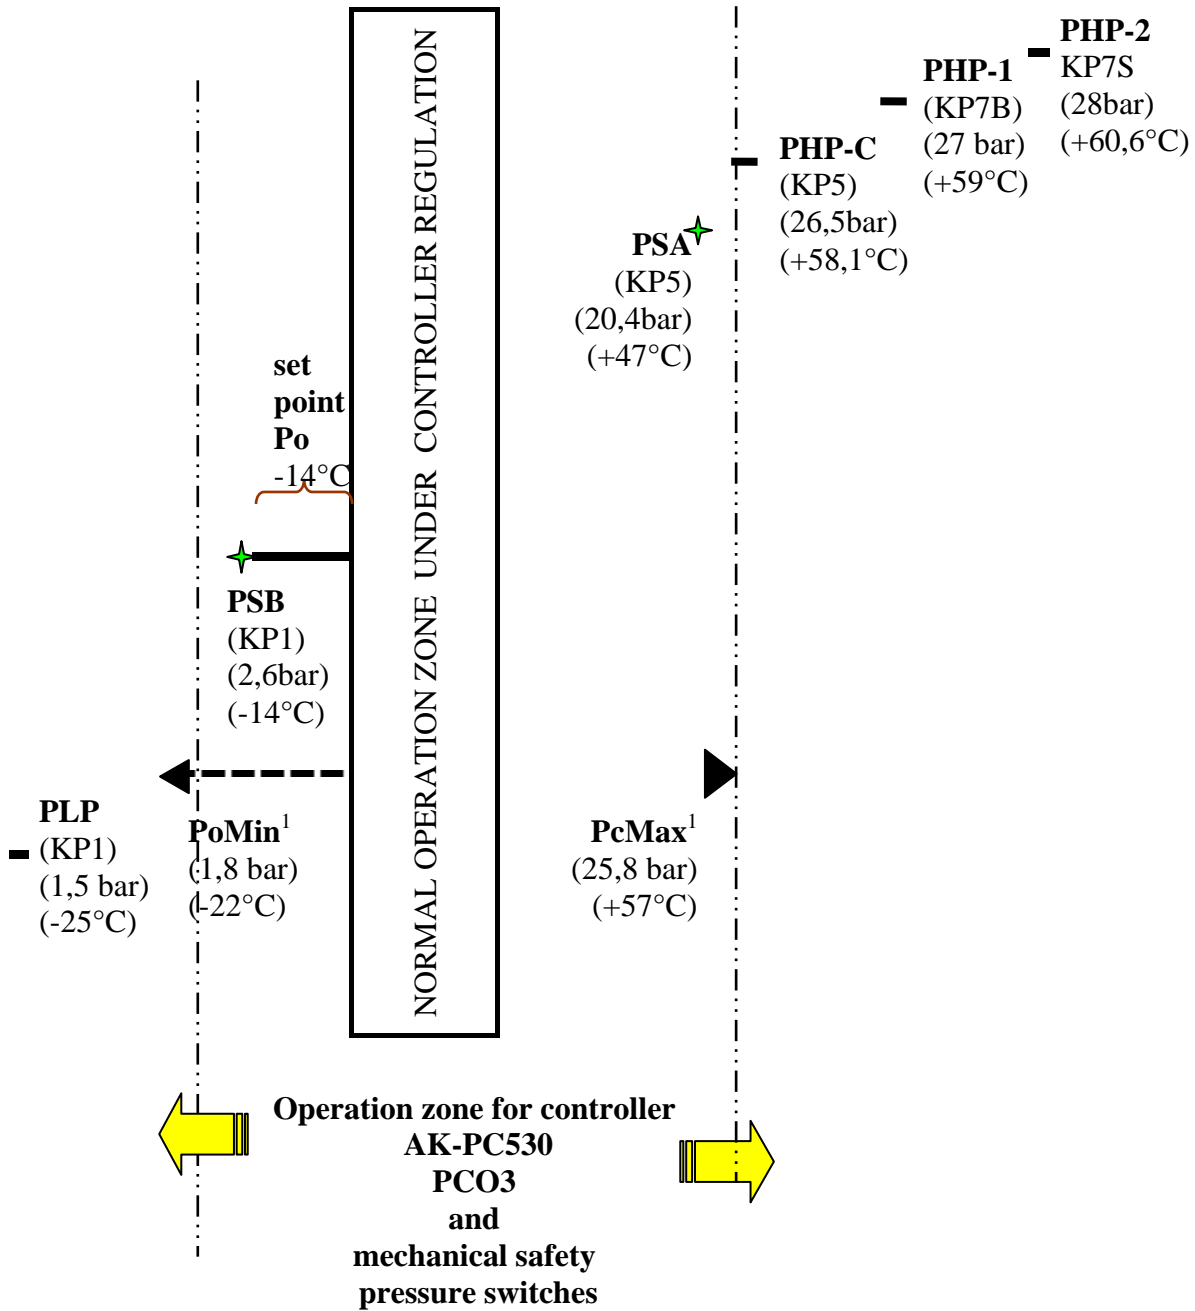 PHP-2
KP7S
(28bar)
(+60,6°C)
PHP-1
(KP7B)
(27 bar)
(+59°C)
PHP-C
(KP5)
(26,5bar)
(+58,1°C)
PSA
(KP5)
(20,4bar)
(+47°C)
NORMAL OPERATION ZONE UNDER CONTROLLER REGULATION
set
point
Po
-14°C
PSB
(KP1)
(2,6bar)
(-14°C)
PLP
(KP1)
(1,5 bar)
(-25°C)
PoMin¹
(1,8 bar)
(-22°C)
PcMax¹
(25,8 bar)
(+57°C)
Operation zone for controller
AK-PC530
PCO3
and
mechanical safety
pressure switches